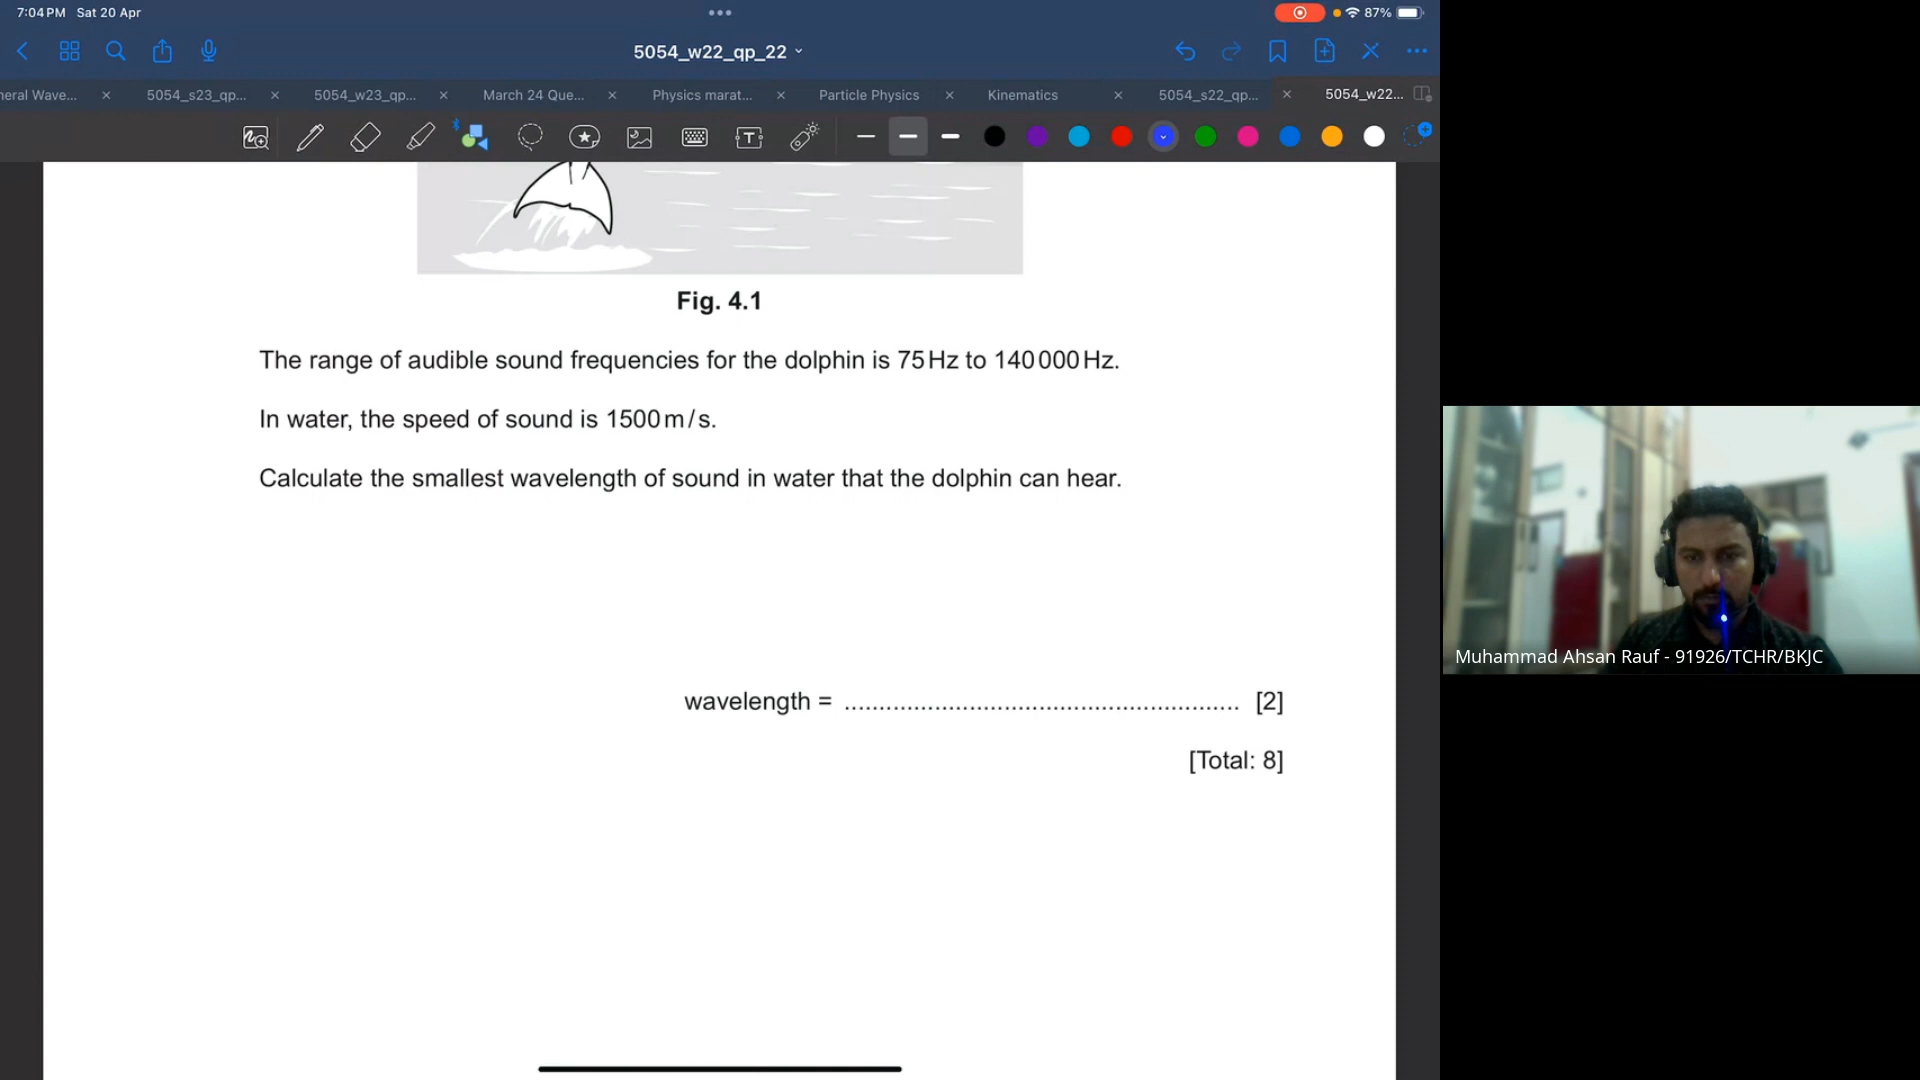 7:04 PM Sat 20 Apr
87%
5054_w22_qp_22
neral Wave...
5054_s23_qp...
5054_w23_qp...
March 24 Que...
Physics marat...
Particle Physics
Kinematics
5054_s22_qp...
5054_w22...
Fig. 4.1
The range of audible sound frequencies for the dolphin is 75 Hz to 140 000 Hz.
In water, the speed of sound is 1500 m / s.
Calculate the smallest wavelength of sound in water that the dolphin can hear.
wavelength = ......................................................... [2]
[Total: 8]
Muhammad Ahsan Rauf - 91926/TCHR/BKJC